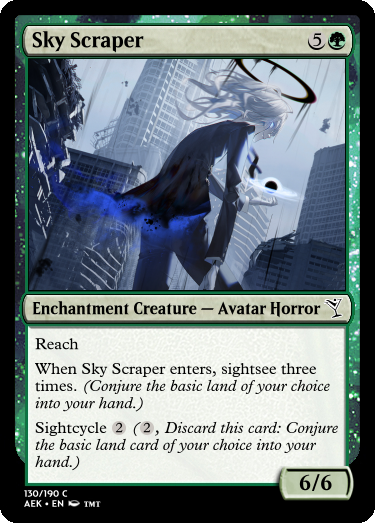 Sky Scraper 5
Enchantment Creature — Avatar Horror
Reach
When Sky Scraper enters, sightsee three
times. (Conjure the basic land of your choice
into your hand.)
Sightcycle 2 (2, Discard this card: Conjure
the basic land card of your choice into your
hand.)
6/6
130/190 C
AEK • EN TMT